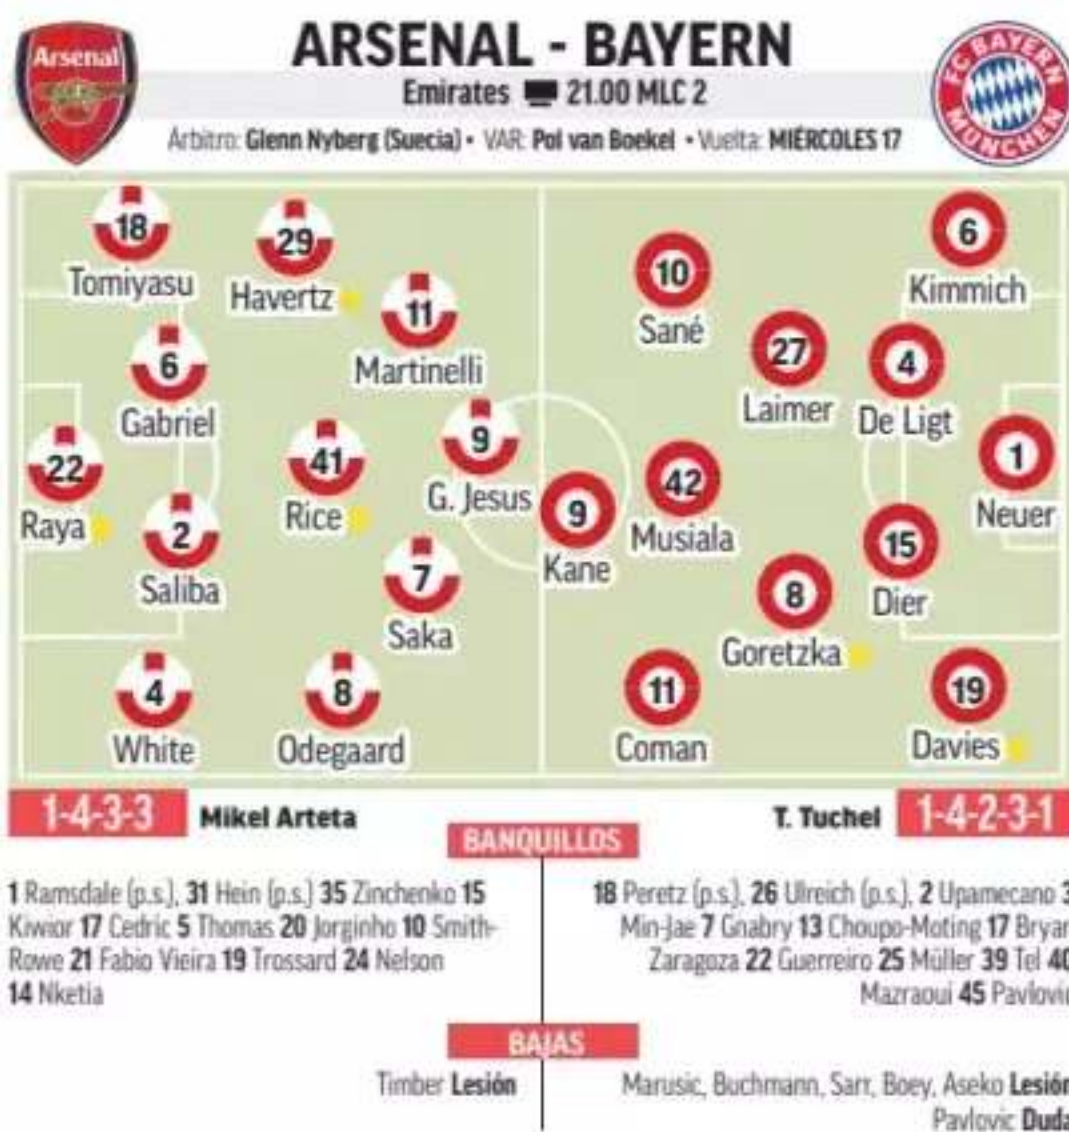 Arsenal
ARSENAL - BAYERN
FC BAYERN
MÜNCHEN
Emirates 21.00 MLC 2
Árbitro: Glenn Nyberg (Suecia) • VAR: Pol van Boekel • Vuelta: MIÉRCOLES 17
18
Tomiyasu
29
Havertz
11
Martinelli
6
Gabriel
22
Raya
41
Rice
9
G. Jesus
2
Saliba
7
Saka
4
White
8
Odegaard
10
Sané
6
Kimmich
27
Laimer
4
De Ligt
1
Neuer
42
Musiala
9
Kane
15
Dier
8
Goretzka
11
Coman
19
Davies
1-4-3-3 Mikel Arteta
T. Tuchel 1-4-2-3-1
BANQUILLOS
1 Ramsdale (p.s.), 31 Hein (p.s.) 35 Zinchenko 15
Kiwior 17 Cedric 5 Thomas 20 Jorginho 10 Smith-
Rowe 21 Fabio Vieira 19 Trossard 24 Nelson
14 Nketia
18 Peretz (p.s.), 26 Ulreich (p.s.), 2 Upamecano 3
Min-Jae 7 Gnabry 13 Choupo-Moting 17 Bryan
Zaragoza 22 Guerreiro 25 Müller 39 Tel 40
Mazraoui 45 Pavlovic
BAJAS
Timber Lesión
Marusic, Buchmann, Sarr, Boey, Aseko Lesión
Pavlovic Duda